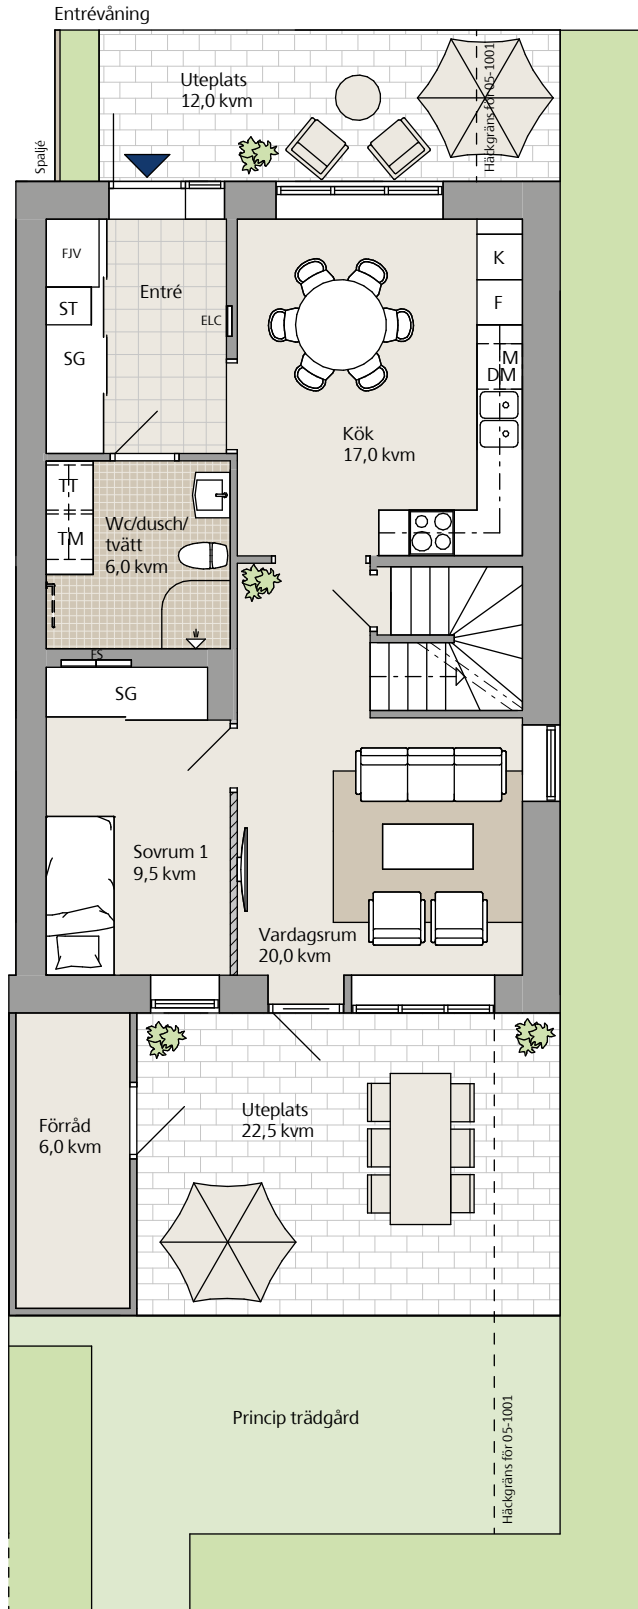 Entrévåning
Uteplats
12,0 kvm
Häckgräns för 05-1001
Spaljé
FJV
K
Entré
F
ST
ELC
SG
M
DM
Kök
17,0 kvm
TT
Wc/dusch/
tvätt
6,0 kvm
TM
FS
SG
Sovrum 1
9,5 kvm
Vardagsrum
20,0 kvm
Uteplats
22,5 kvm
Förråd
6,0 kvm
Princip trädgård
Häckgräns för 05-1001